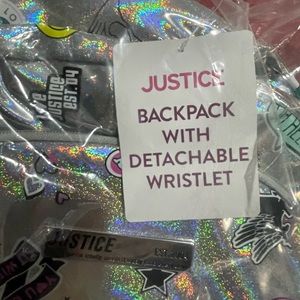 JUSTICE
BACKPACK
WITH
DETACHABLE
WRISTLET
JUSTICE
EST. 04
JUSTICE